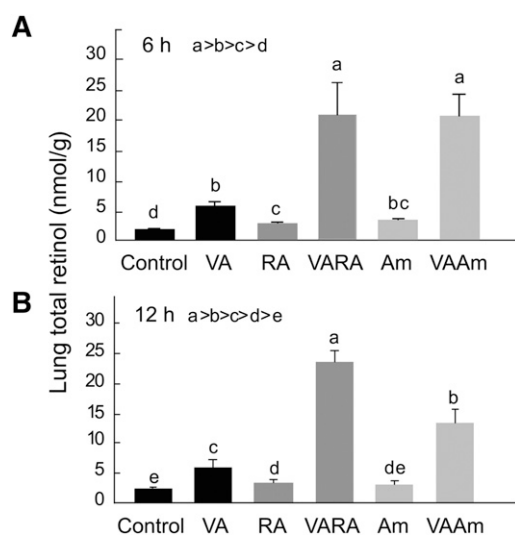 A
6 h a>b>c>d
Lung total retinol (nmol/g)
30
25
20
15
10
5
0
d
b
c
a
bc
a
Control VA RA VARA Am VAAm
B
12 h a>b>c>d>e
30
25
20
15
10
5
0
e
c
d
a
de
b
Control VA RA VARA Am VAAm